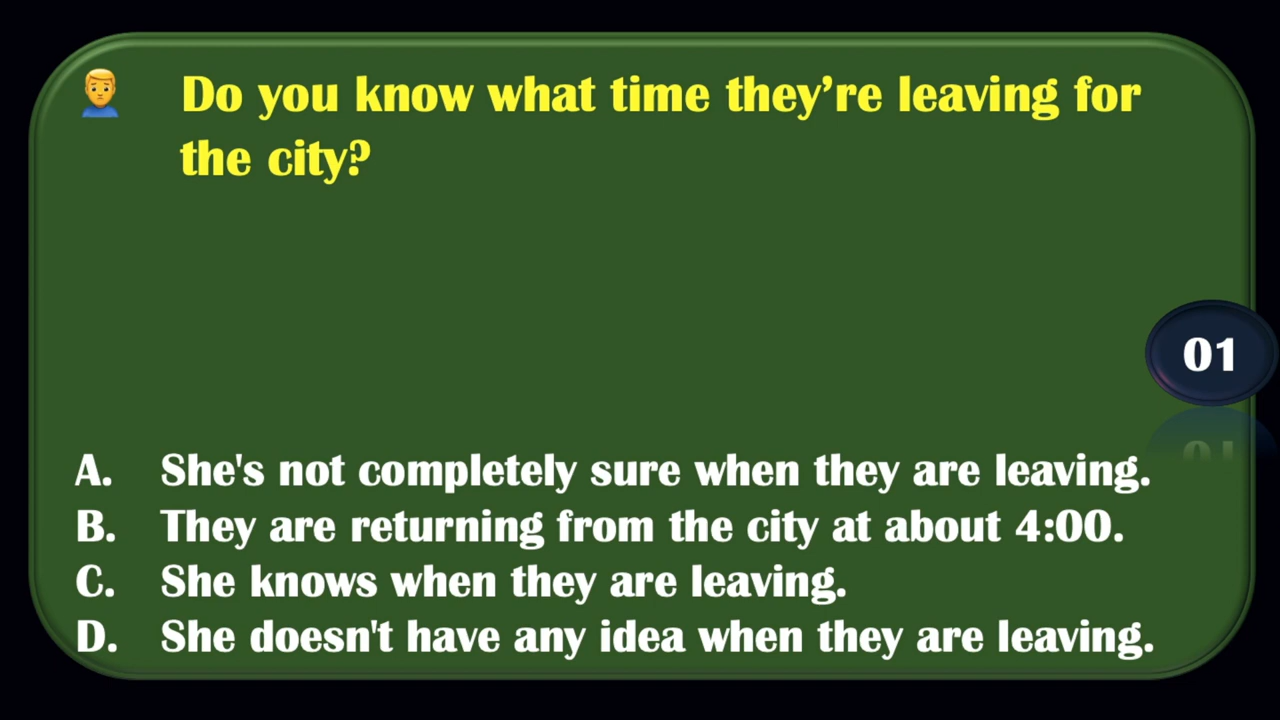 Do you know what time they’re leaving for
the city?
01
A. She's not completely sure when they are leaving.
B. They are returning from the city at about 4:00.
C. She knows when they are leaving.
D. She doesn't have any idea when they are leaving.